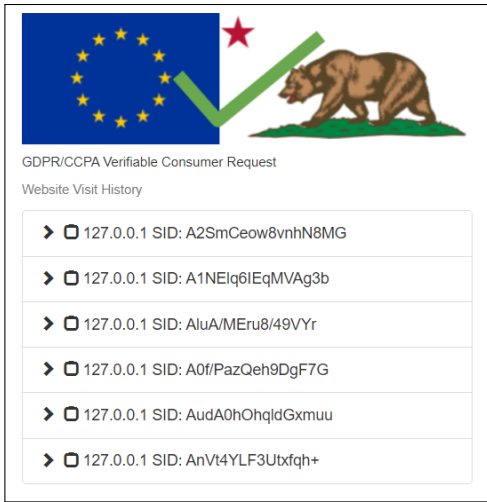 GDPR/CCPA Verifiable Consumer Request
Website Visit History
127.0.0.1 SID: A2SmCeow8vnhN8MG
127.0.0.1 SID: A1NElq6IEqMVAg3b
127.0.0.1 SID: AluA/MEru8/49VYr
127.0.0.1 SID: A0f/PazQeh9DgF7G
127.0.0.1 SID: AudA0hOhqldGxmuu
127.0.0.1 SID: AnVt4YLF3Utxfqh+